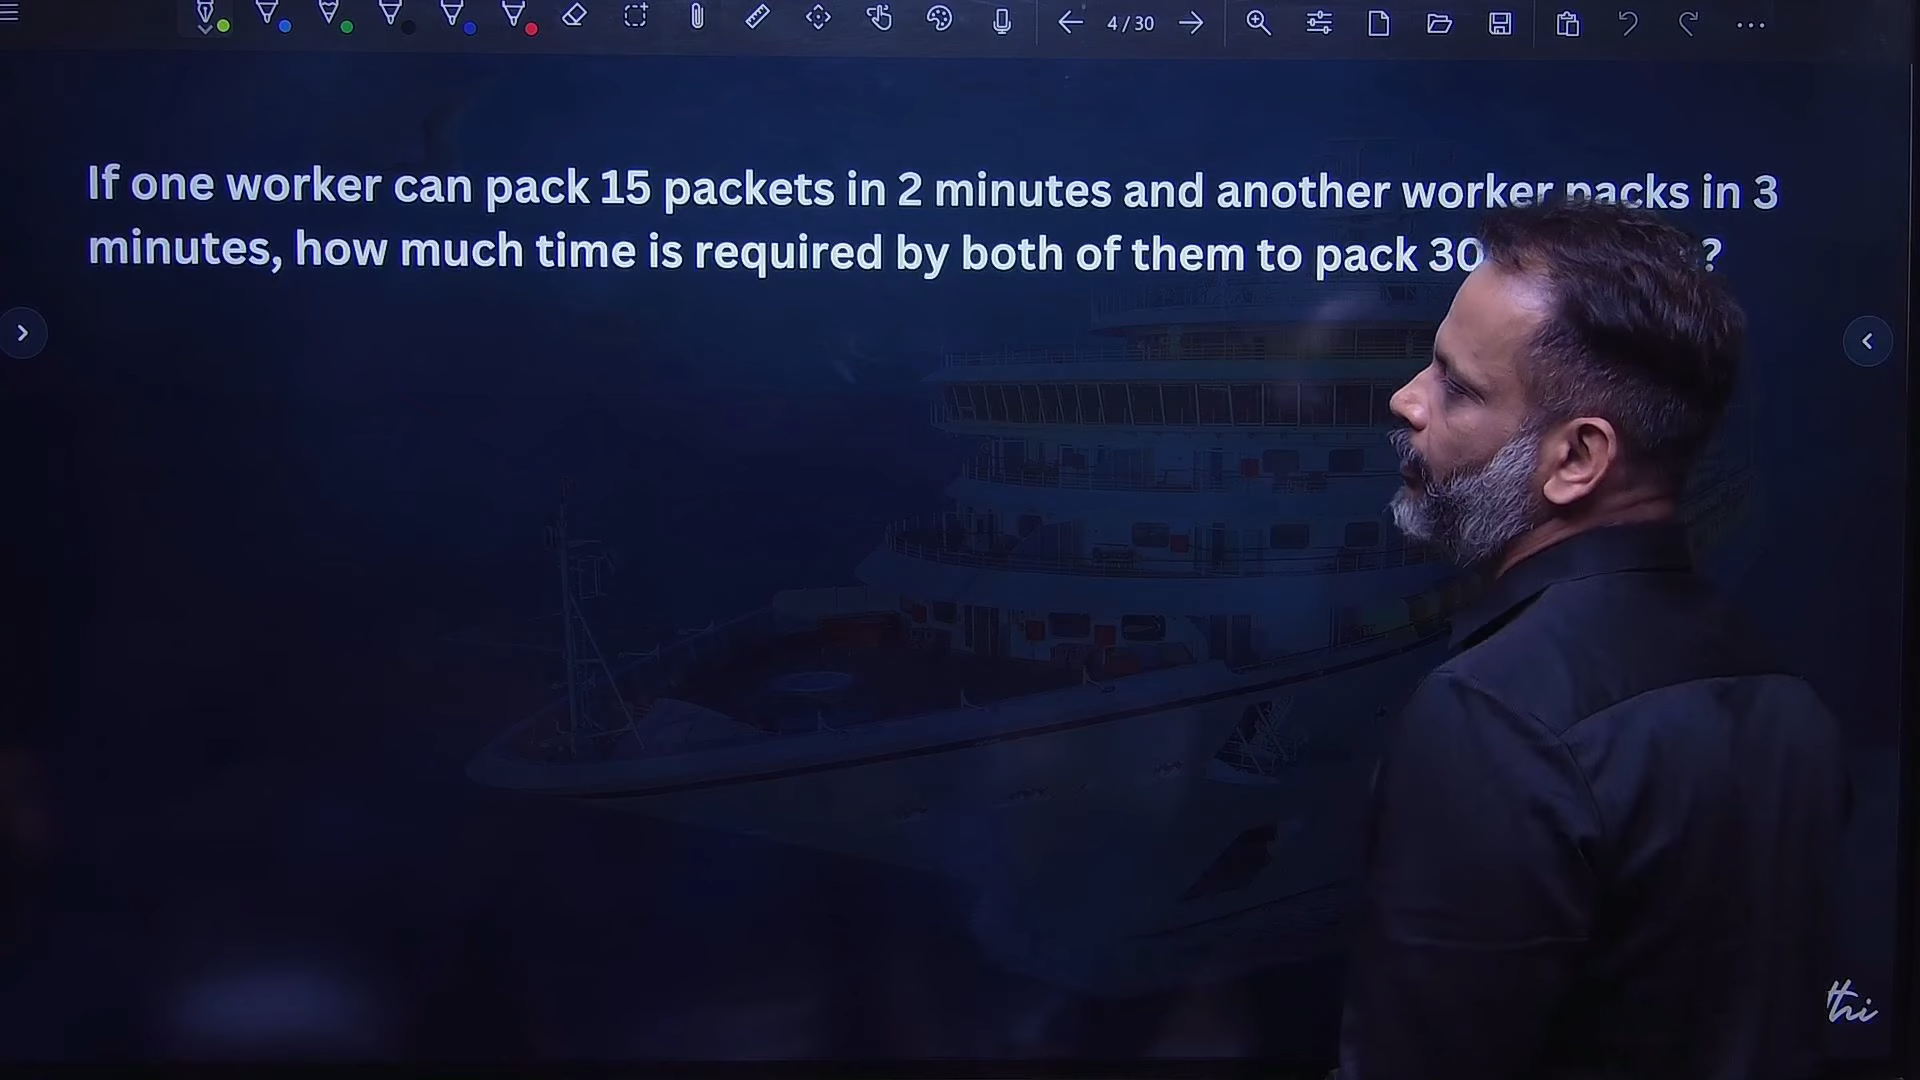 4 / 30
If one worker can pack 15 packets in 2 minutes and another worker packs in 3
minutes, how much time is required by both of them to pack 30 ?
thi